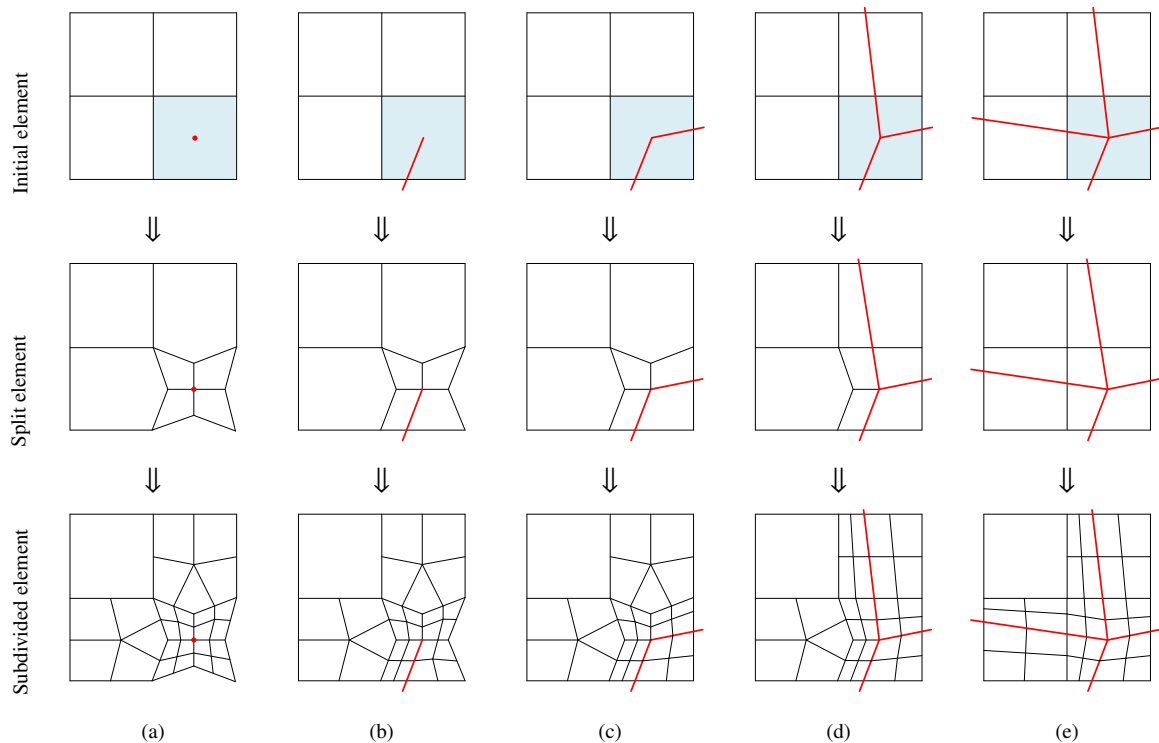 Initial element
Split element
Subdivided element
(a)
(b)
(c)
(d)
(e)